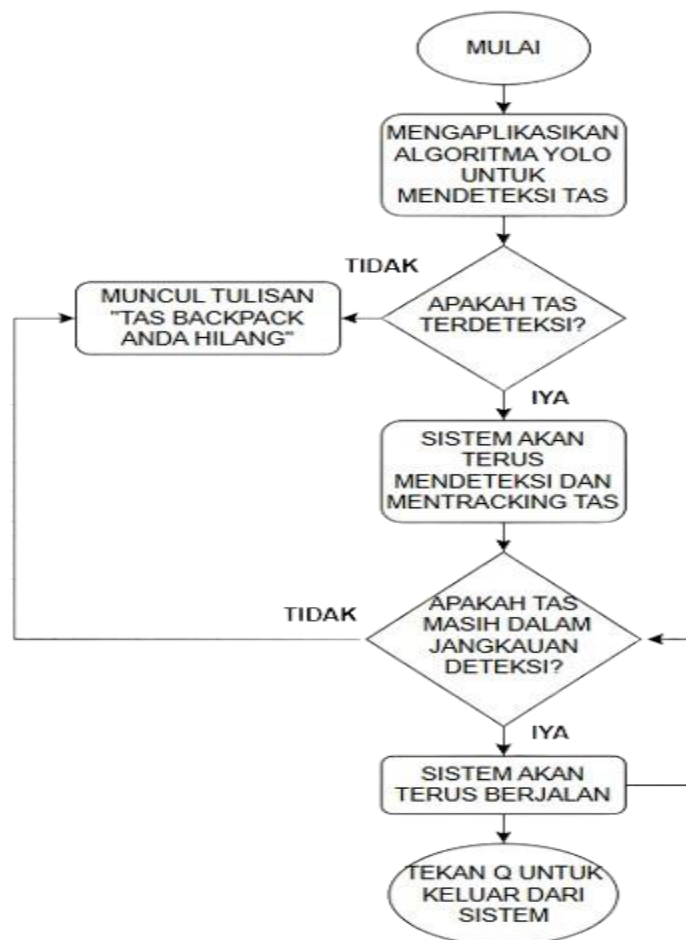 MULAI
MENGAPLIKASIKAN
ALGORITMA YOLO
UNTUK
MENDETEKSI TAS
TIDAK
MUNCUL TULISAN
"TAS BACKPACK
ANDA HILANG"
APAKAH TAS
TERDETEKSI?
IYA
SISTEM AKAN
TERUS
MENDETEKSI DAN
MENTRACKING TAS
TIDAK
APAKAH TAS
MASIH DALAM
JANGKAUAN
DETEKSI?
IYA
SISTEM AKAN
TERUS BERJALAN
TEKAN Q UNTUK
KELUAR DARI
SISTEM